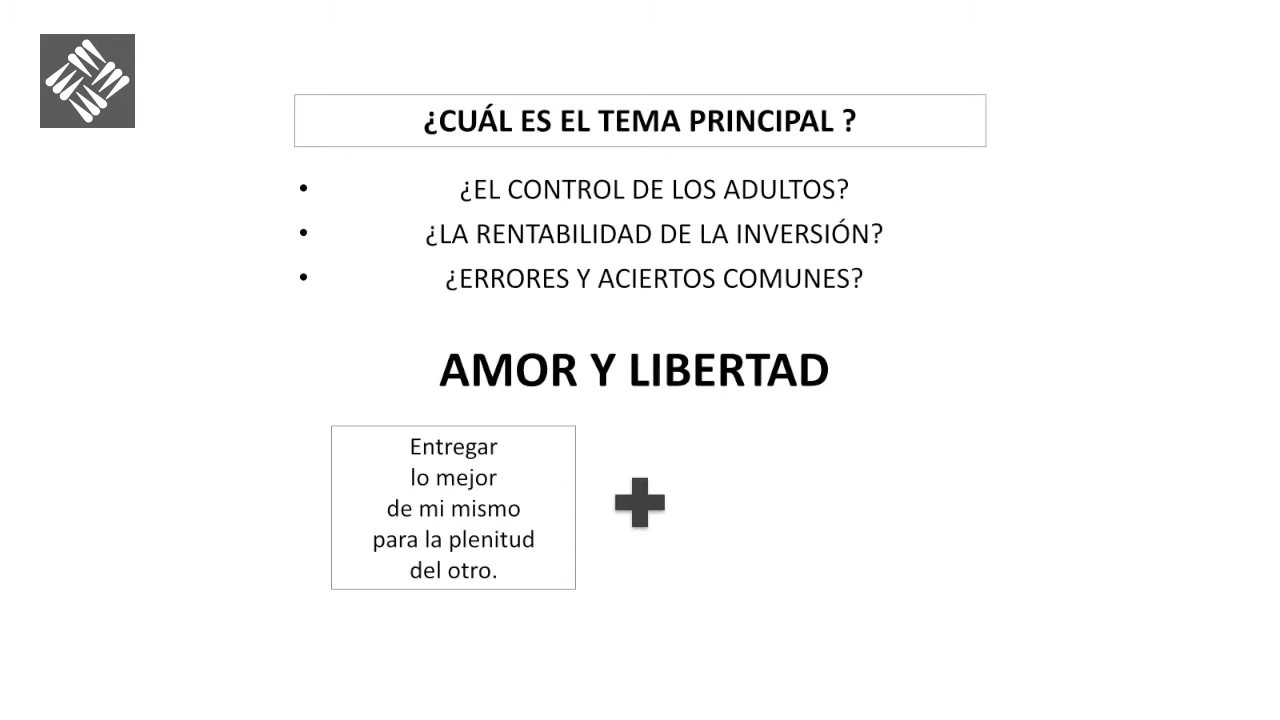 ¿CUÁL ES EL TEMA PRINCIPAL ?
• ¿EL CONTROL DE LOS ADULTOS?
• ¿LA RENTABILIDAD DE LA INVERSIÓN?
• ¿ERRORES Y ACIERTOS COMUNES?
AMOR Y LIBERTAD
Entregar
lo mejor
de mi mismo
para la plenitud
del otro.